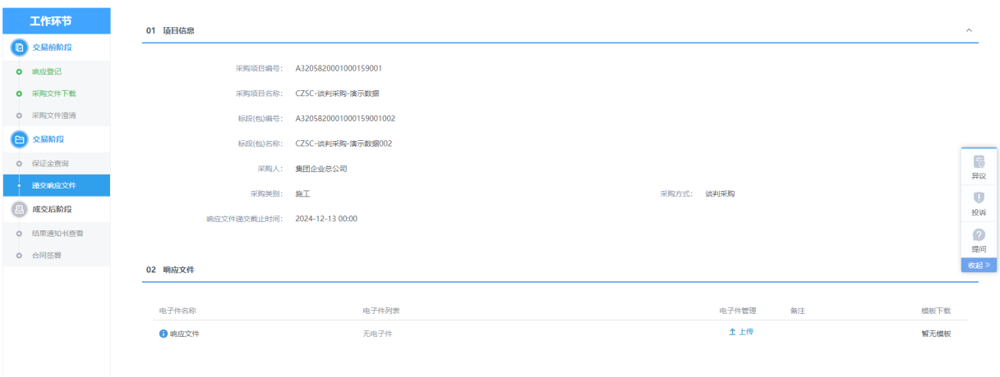 工作环节
交易前阶段
响应登记
采购文件下载
采购文件澄清
交易阶段
保证金查询
递交响应文件
成交后阶段
结果通知书查看
合同签署
01 项目信息
采购项目编号: A3205820001000159001
采购项目名称: CZSC-谈判采购-演示数据
标段(包)编号: A3205820001000159001002
标段(包)名称: CZSC-谈判采购-演示数据002
采购人: 集团企业总公司
采购类别: 施工 采购方式: 谈判采购
响应文件递交截止时间: 2024-12-13 00:00
02 响应文件
电子件名称 电子件列表 电子件管理 备注 模板下载
响应文件 无电子件 上传 暂无模板
异议
投诉
提问
收起